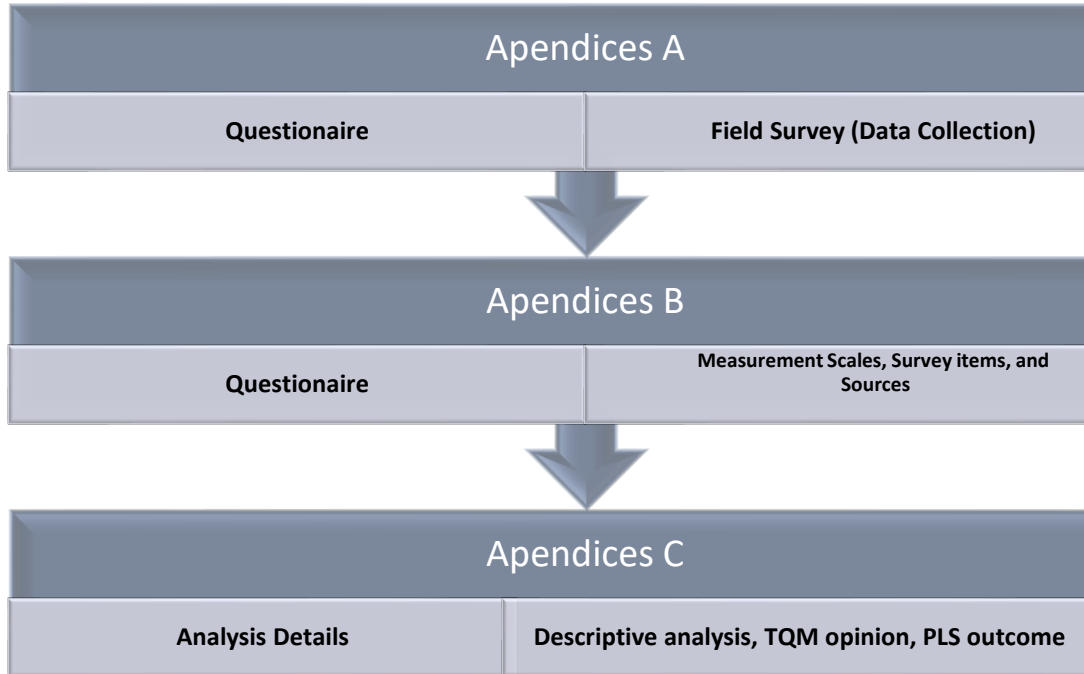 Apendices A
Questionaire
Field Survey (Data Collection)
Apendices B
Questionaire
Measurement Scales, Survey items, and
Sources
Apendices C
Analysis Details
Descriptive analysis, TQM opinion, PLS outcome